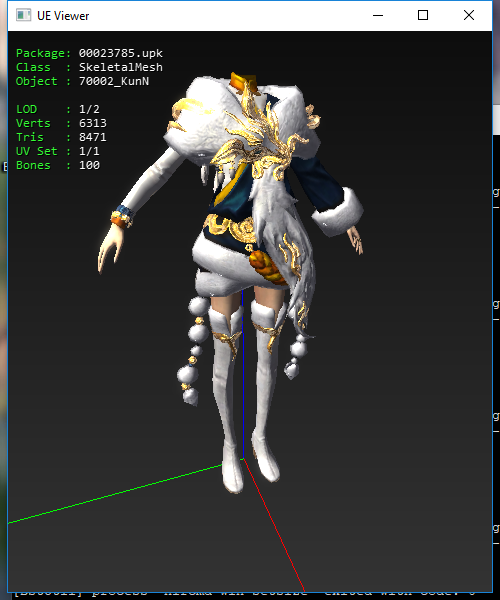 UE Viewer
Package: 00023785.upk
Class : SkeletalMesh
Object : 70002_KunN
LOD : 1/2
Verts : 6313
Tris : 8471
UV Set : 1/1
Bones : 100